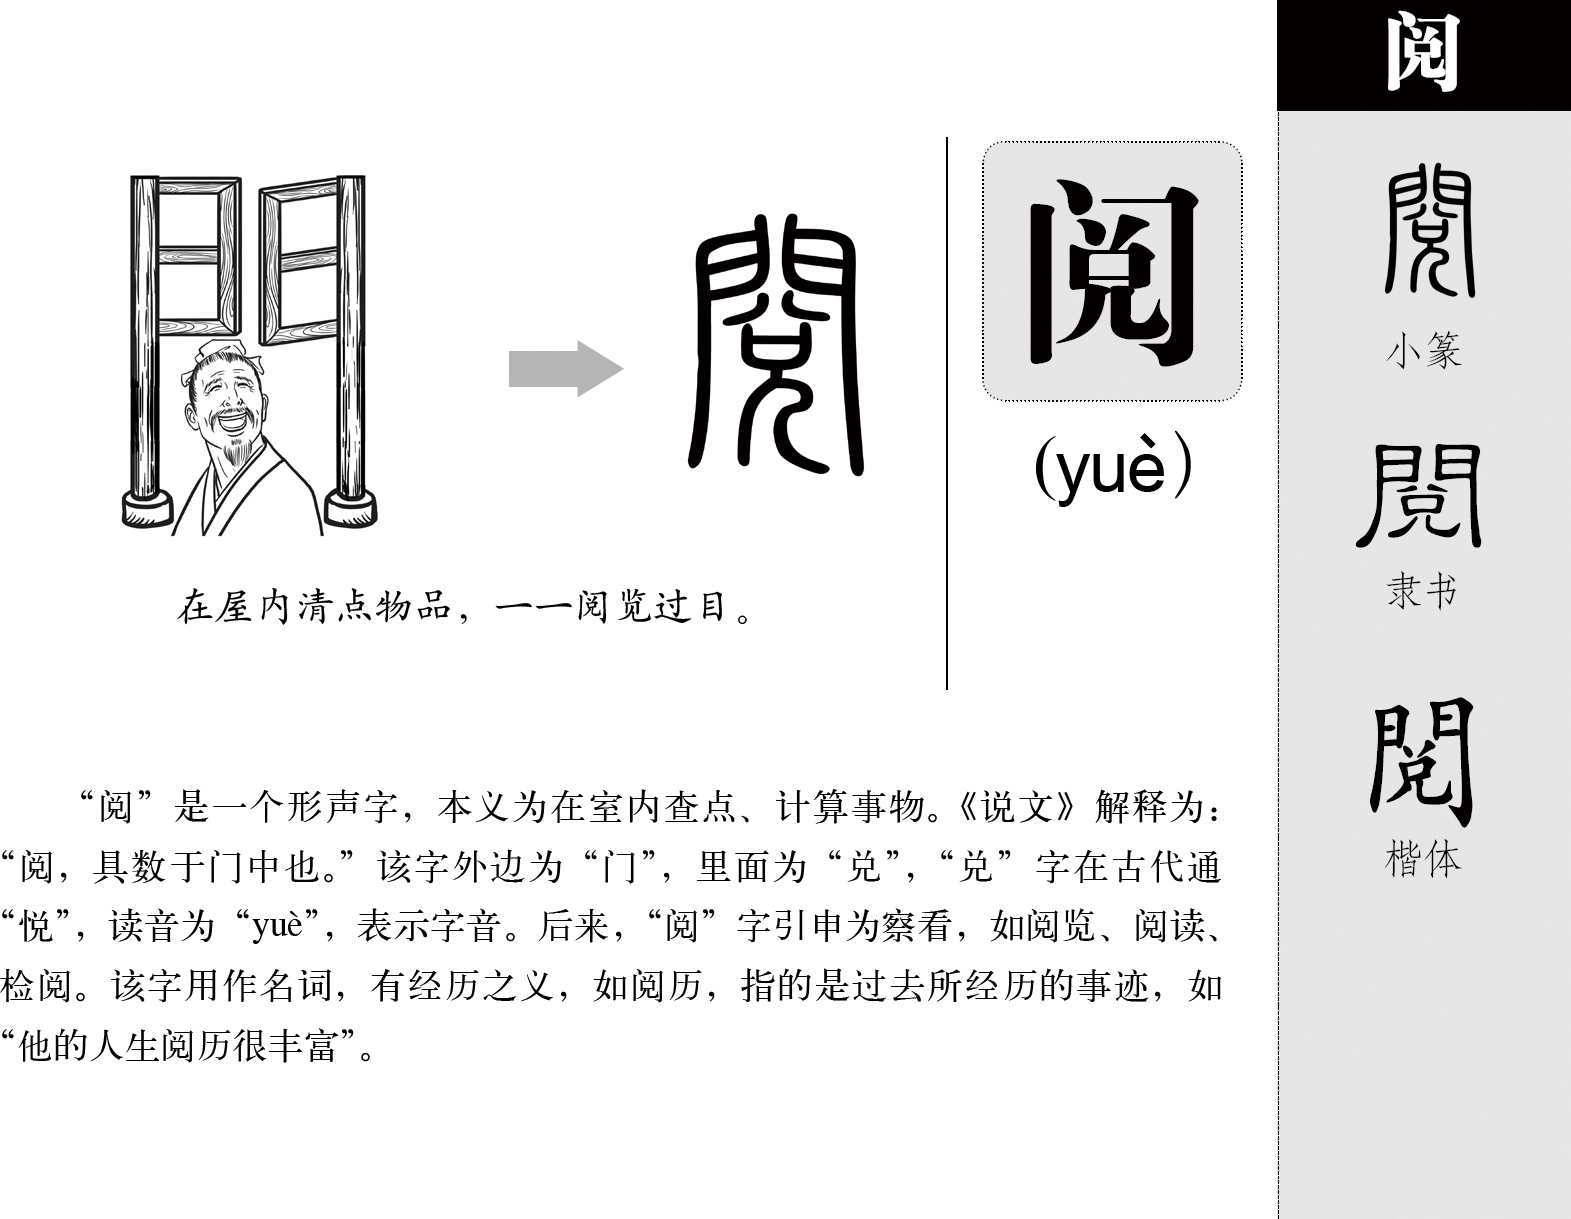 阅
閱
阅
(yuè)
在屋内清点物品，一一阅览过目。
“阅”是一个形声字，本义为在室内查点、计算事物。《说文》解释为：
“阅，具数于门中也。”该字外边为“门”，里面为“兑”，“兑”字在古代通
“悦”，读音为“yuè”，表示字音。后来，“阅”字引申为察看，如阅览、阅读、
检阅。该字用作名词，有经历之义，如阅历，指的是过去所经历的事迹，如
“他的人生阅历很丰富”。
閱
小篆
閱
隶书
閱
楷体